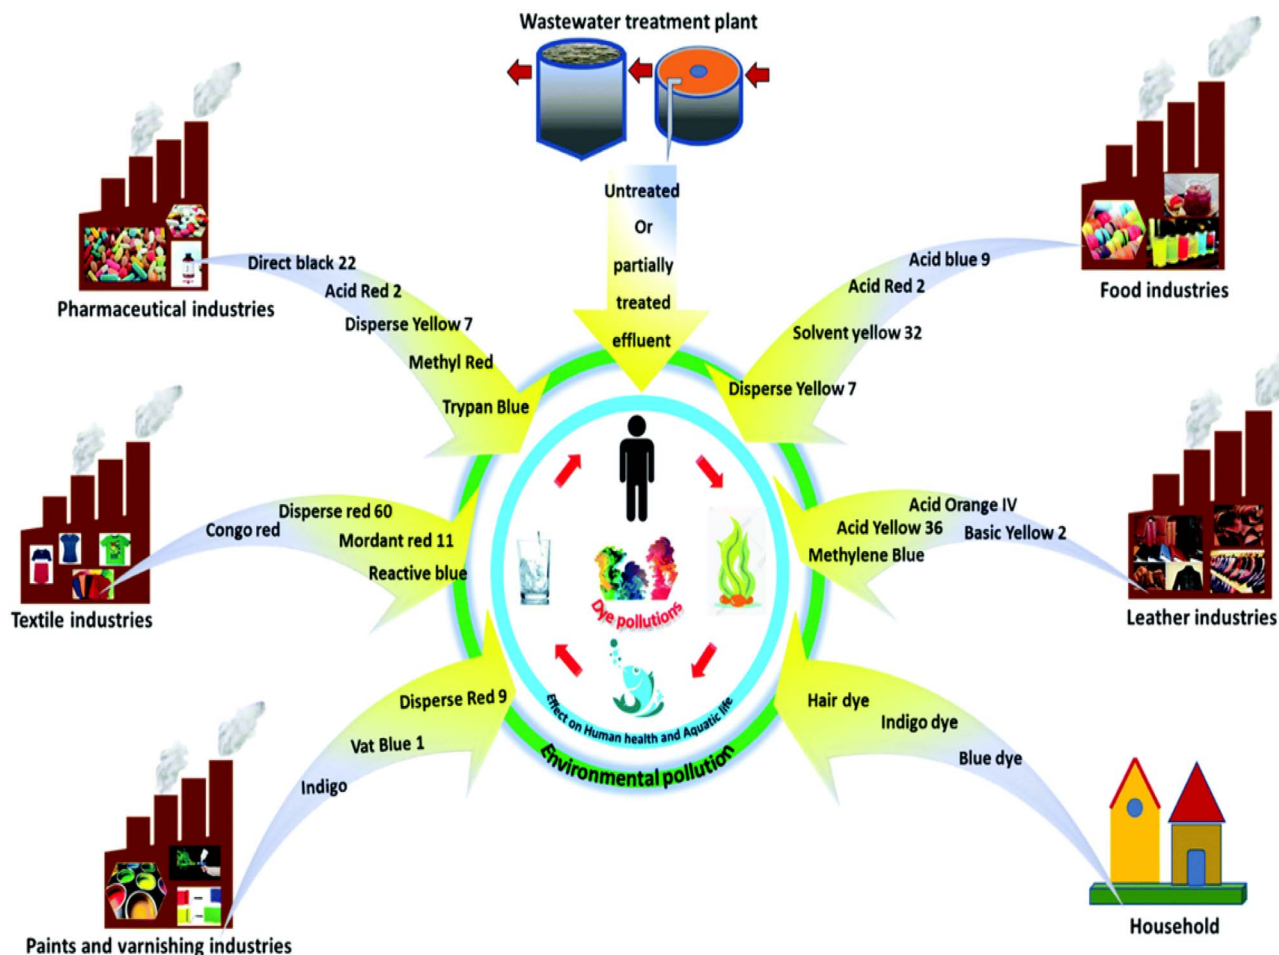 Wastewater treatment plant
Untreated
Or
partially
treated
effluent
Direct black 22
Acid Red 2
Disperse Yellow 7
Methyl Red
Trypan Blue
Pharmaceutical industries
Acid blue 9
Acid Red 2
Solvent yellow 32
Disperse Yellow 7
Food industries
Disperse red 60
Congo red
Mordant red 11
Reactive blue
Textile industries
Acid Orange IV
Acid Yellow 36
Basic Yellow 2
Methylene Blue
Leather industries
Disperse Red 9
Vat Blue 1
Indigo
Paints and varnishing industries
Hair dye
Indigo dye
Blue dye
Household
Dye pollutions
Effect on Human health and Aquatic life
Environmental pollution